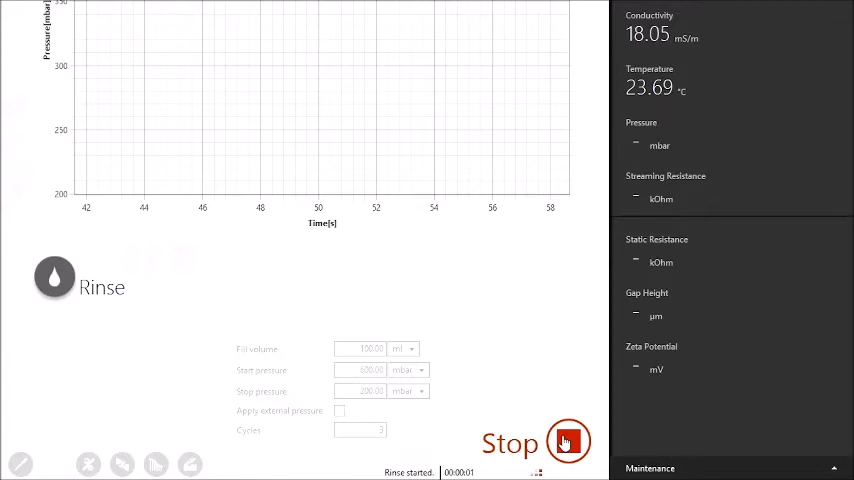 Pressure[mbar]
350
300
250
200
42 44 46 48 50 52 54 56 58
Time[s]
Rinse
Fill volume 100.00 ml
Start pressure 600.00 mbar
Stop pressure 200.00 mbar
Apply external pressure
Cycles 3
Stop
Rinse started. 00:00:01
Conductivity
18.05 mS/m
Temperature
23.69 °C
Pressure
– mbar
Streaming Resistance
– kOhm
Static Resistance
– kOhm
Gap Height
– µm
Zeta Potential
– mV
Maintenance